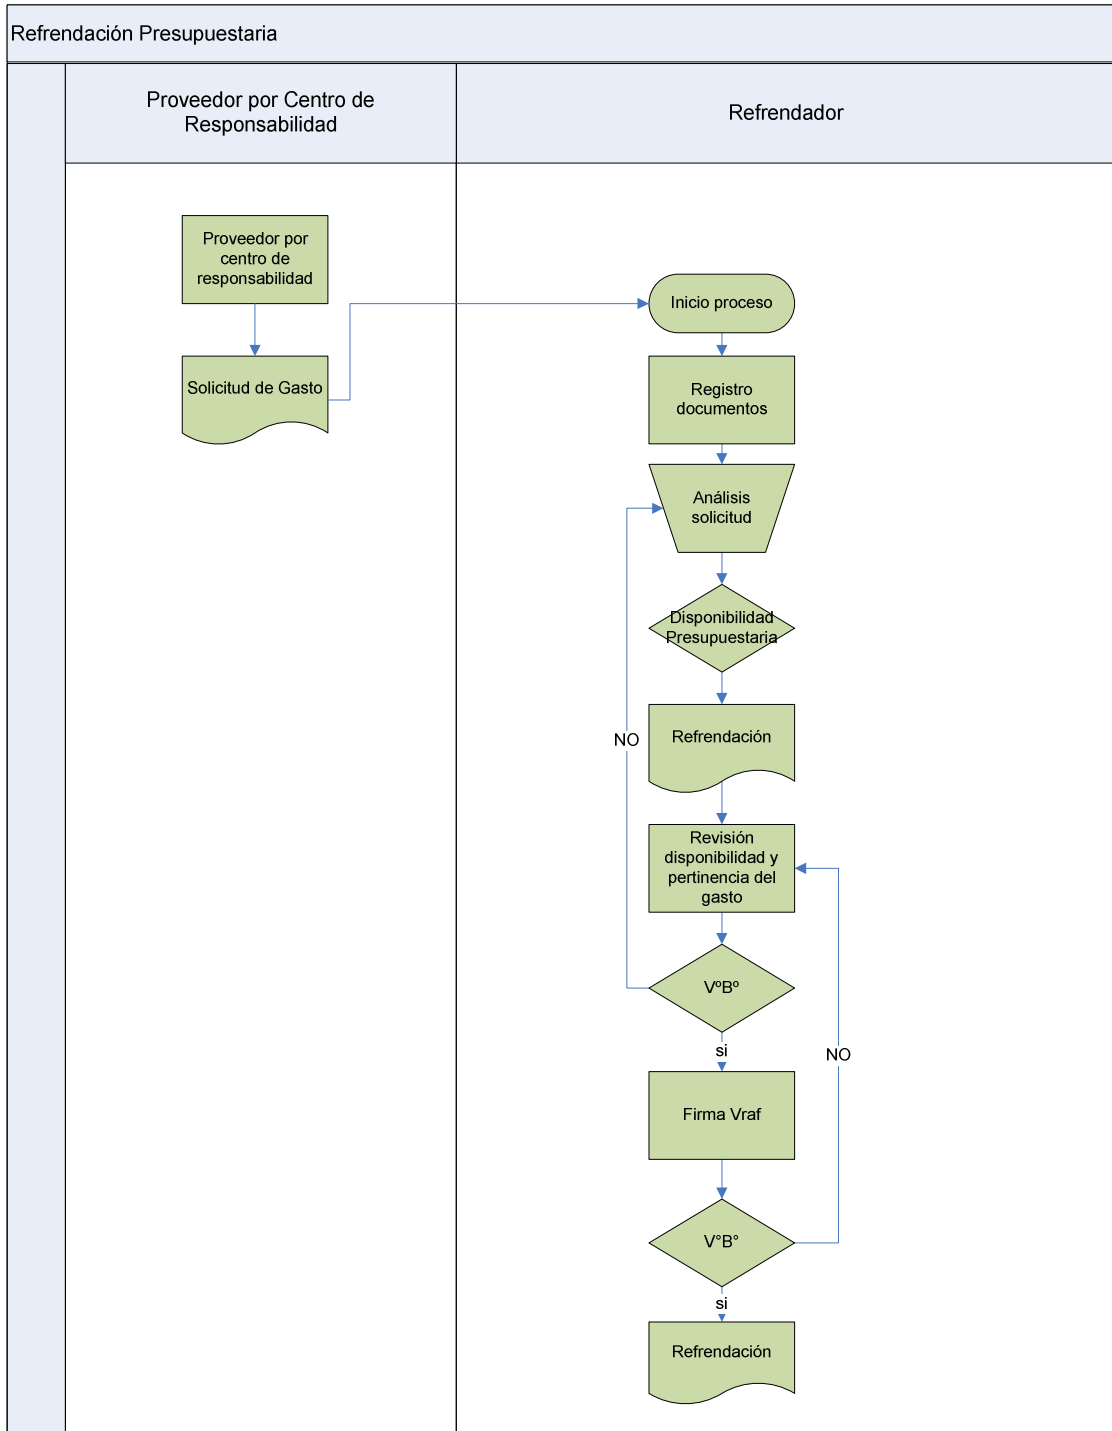 Refrendación Presupuestaria
Proveedor por Centro de
Responsabilidad
Refrendador
Proveedor por
centro de
responsabilidad
Solicitud de Gasto
Inicio proceso
Registro
documentos
Análisis
solicitud
Disponibilidad
Presupuestaria
NO
Refrendación
Revisión
disponibilidad y
pertinencia del
gasto
VºBº
si
NO
Firma Vraf
V°B°
si
Refrendación